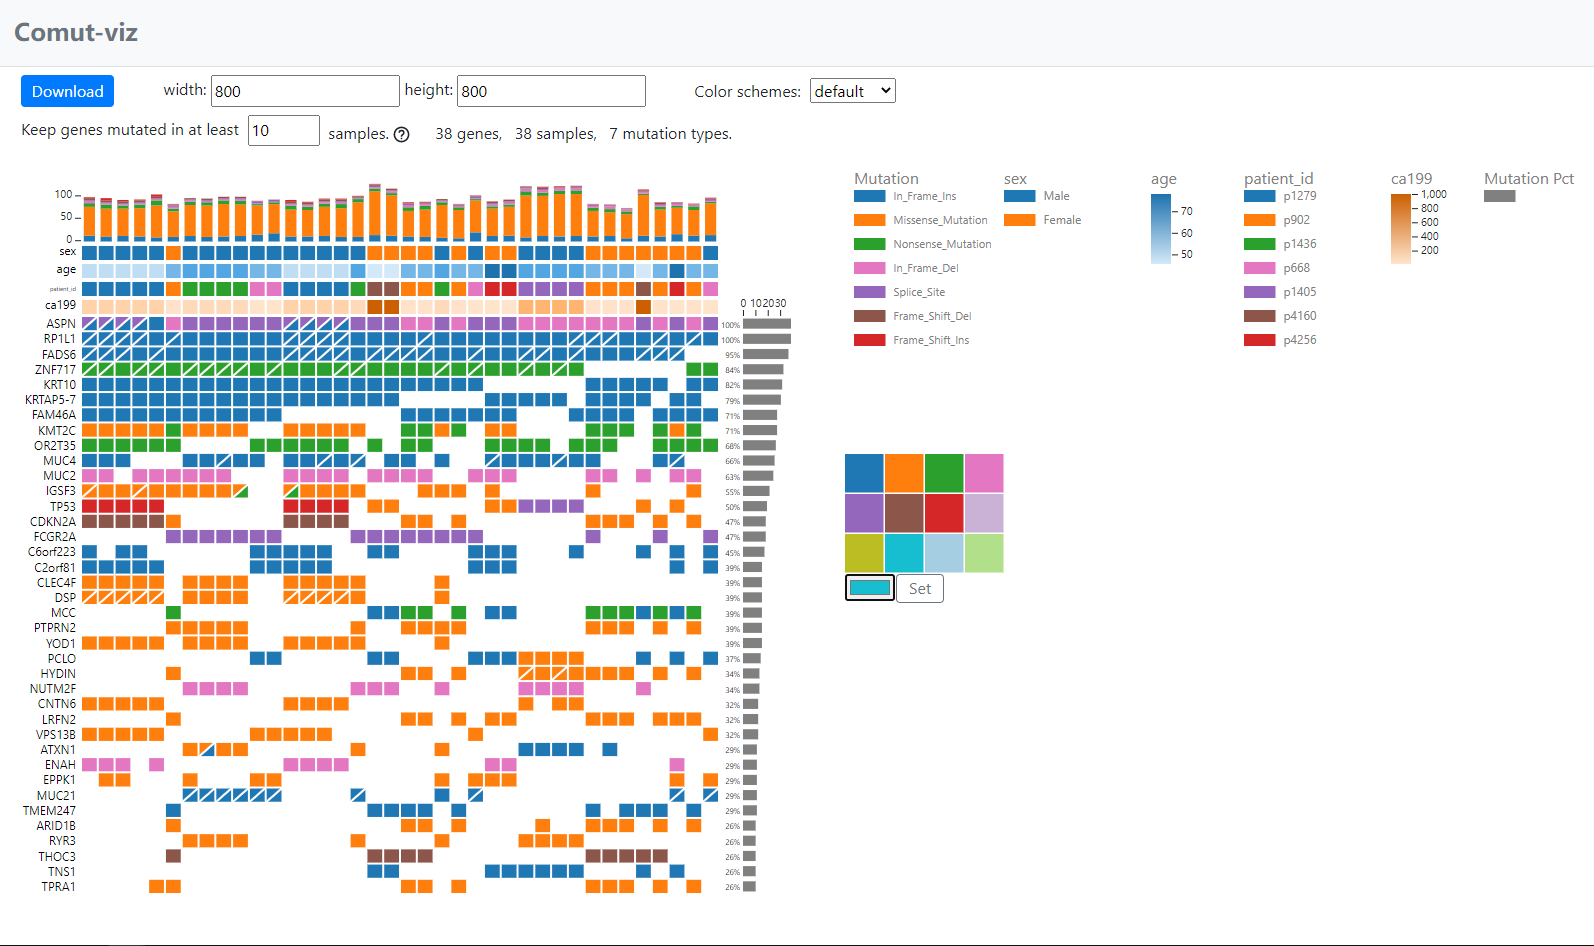 Comut-viz
Download width: 800 height: 800 Color schemes: default
Keep genes mutated in at least 10 samples. ? 38 genes, 38 samples, 7 mutation types.
Mutation
In_Frame_Ins
Missense_Mutation
Nonsense_Mutation
In_Frame_Del
Splice_Site
Frame_Shift_Del
Frame_Shift_Ins
sex
Male
Female
age
70
60
50
patient_id
p1279
p902
p1436
p668
p1405
p4160
p4256
ca199
1,000
800
600
400
200
Mutation Pct
100
50
0
sex
age
patient_id
ca199
0 10 20 30
ASPN 100%
RP1L1 100%
FADS6 95%
ZNF717 84%
KRT10 82%
KRTAP5-7 79%
FAM46A 71%
KMT2C 71%
OR2T35 68%
MUC4 66%
MUC2 63%
IGSF3 55%
TP53 50%
CDKN2A 47%
FCGR2A 47%
C6orf223 45%
C2orf81 39%
CLEC4F 39%
DSP 39%
MCC 39%
PTPRN2 39%
YOD1 39%
PCLO 37%
HYDIN 34%
NUTM2F 34%
CNTN6 32%
LRFN2 32%
VPS13B 32%
ATXN1 29%
ENAH 29%
EPPK1 29%
MUC21 29%
TMEM247 29%
ARID1B 26%
RYR3 26%
THOC3 26%
TNS1 26%
TPRA1 26%
Set